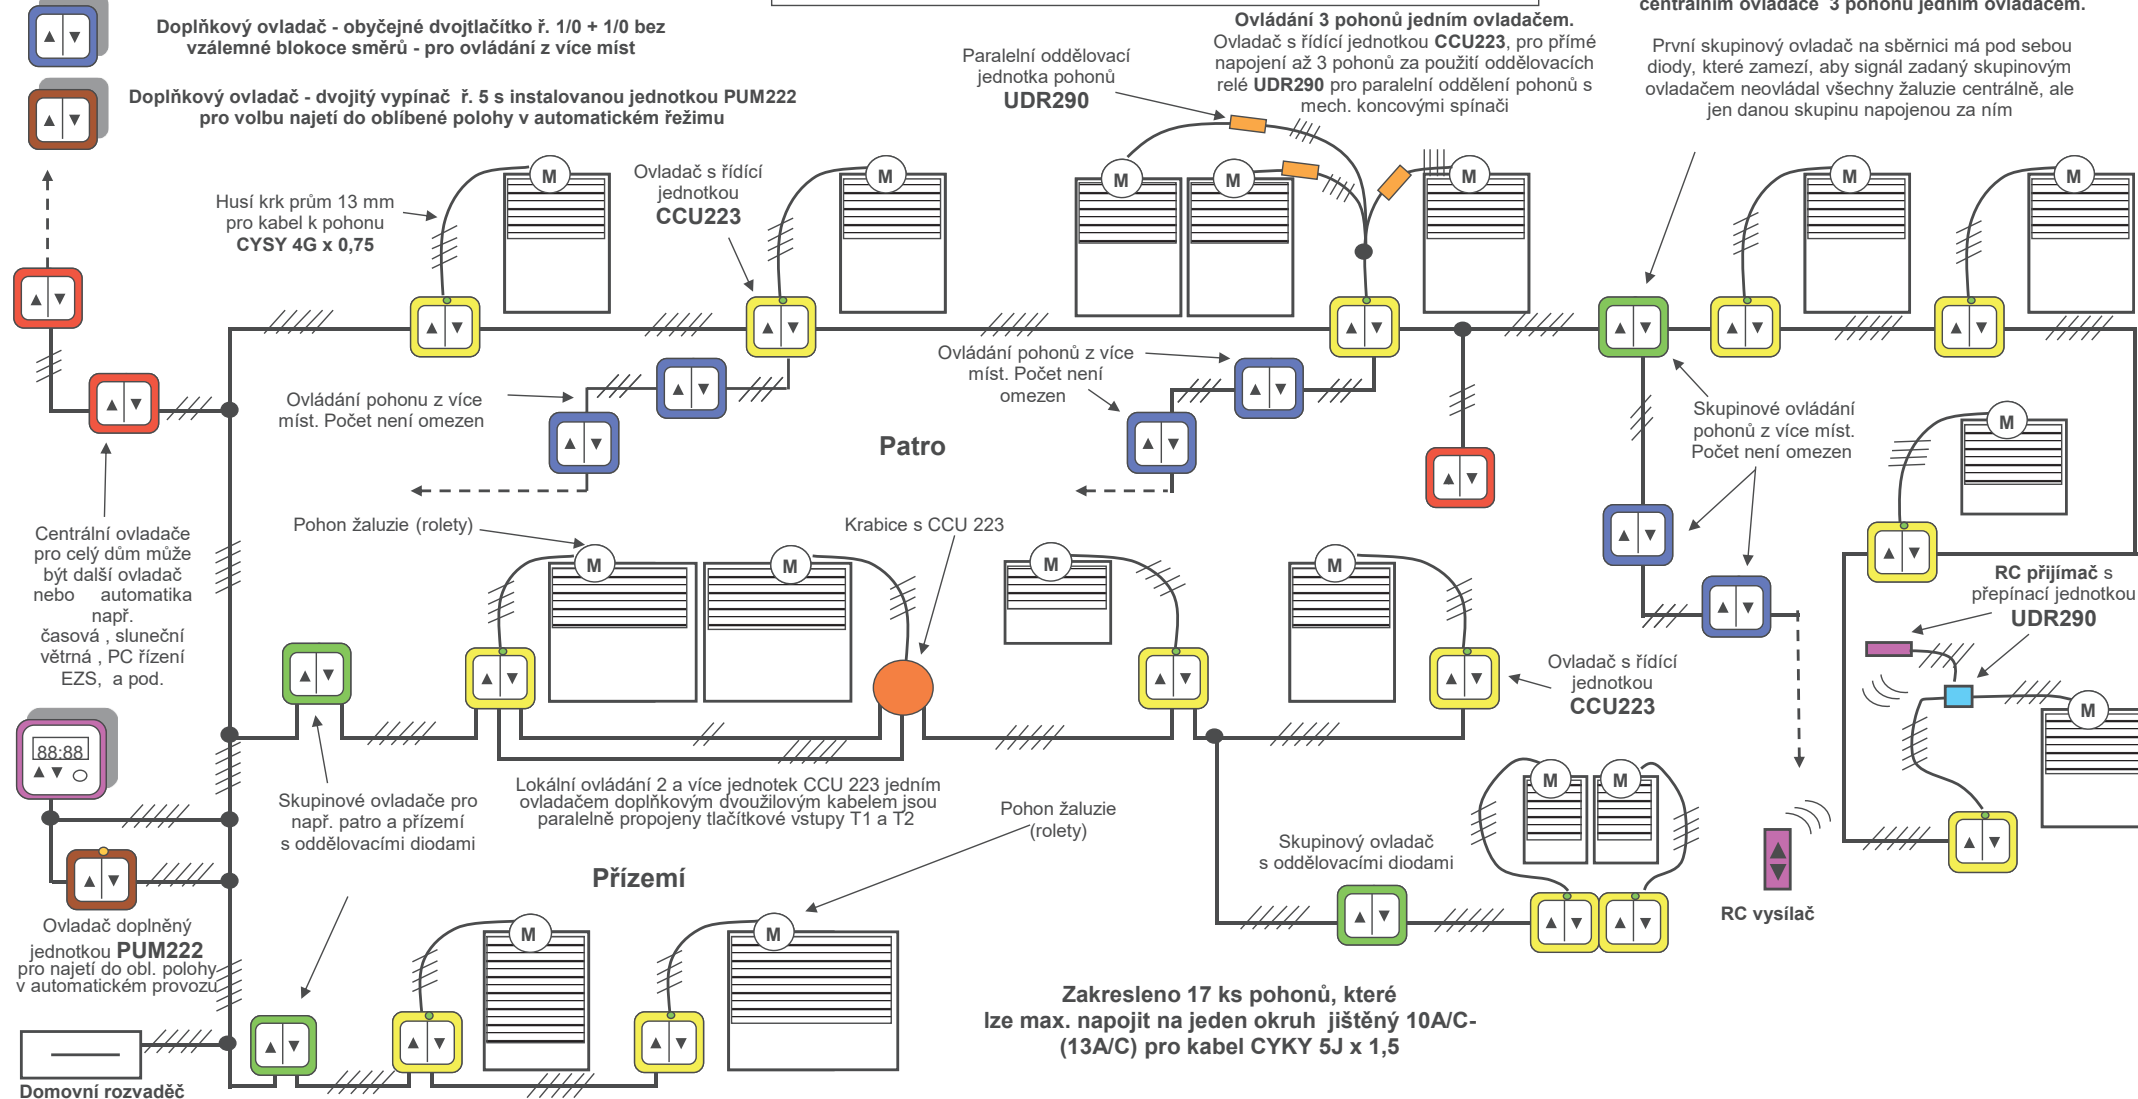 Doplňkový ovladač - obyčejné dvojtlačítko ř. 1/0 + 1/0 bez
vzálemné blokoce směrů - pro ovládání z více míst
Doplňkový ovladač - dvojitý vypínač ř. 5 s instalovanou jednotkou PUM222
pro volbu najetí do oblíbené polohy v automatickém řežimu
Paralelní oddělovací
jednotka pohonů
UDR290
Ovládání 3 pohonů jedním ovladačem.
Ovladač s řídící jednotkou CCU223, pro přímé
napojení až 3 pohonů za použití oddělovacích
relé UDR290 pro paralelní oddělení pohonů s
mech. koncovými spínači
centrálním ovladače 3 pohonů jedním ovladačem.
První skupinový ovladač na sběrnici má pod sebou
diody, které zamezí, aby signál zadaný skupinovým
ovladačem neovládal všechny žaluzie centrálně, ale
jen danou skupinu napojenou za ním
Husí krk prům 13 mm
pro kabel k pohonu
CYSY 4G x 0,75
Ovladač s řídící
jednotkou
CCU223
M
M
M
M
M
M
M
Ovládání pohonu z více
míst. Počet není omezen
Ovládání pohonů z více
míst. Počet není
omezen
Patro
Skupinové ovládání
pohonů z více míst.
Počet není omezen
M
Centrální ovladače
pro celý dům může
být další ovladač
nebo automatika
např.
časová , sluneční
větrná , PC řízení
EZS, a pod.
Pohon žaluzie (rolety)
Krabice s CCU 223
M
M
M
M
RC přijímač s
přepínací jednotkou
UDR290
Ovladač s řídící
jednotkou
CCU223
M
88:88
Skupinové ovladače pro
např. patro a přízemí
s oddělovacími diodami
Lokální ovládání 2 a více jednotek CCU 223 jedním
ovladačem doplňkovým dvoužilovým kabelem jsou
paralelně propojeny tlačítkové vstupy T1 a T2
Pohon žaluzie
(rolety)
M
M
Skupinový ovladač
s oddělovacími diodami
Přízemí
RC vysílač
Ovladač doplněný
jednotkou PUM222
pro najetí do obl. polohy
v automatickém provozu
M
M
Zakresleno 17 ks pohonů, které
lze max. napojit na jeden okruh jištěný 10A/C-
(13A/C) pro kabel CYKY 5J x 1,5
Domovní rozvaděč